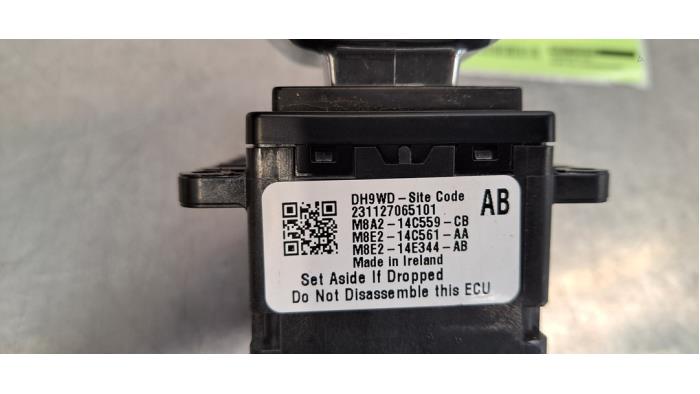 DH9WD-Site Code
231127065101
M8A2-14C559-CB
M8E2-14C561-AA
M8E2-14E344-AB
Made in Ireland
AB
Set Aside If Dropped
Do Not Disassemble this ECU